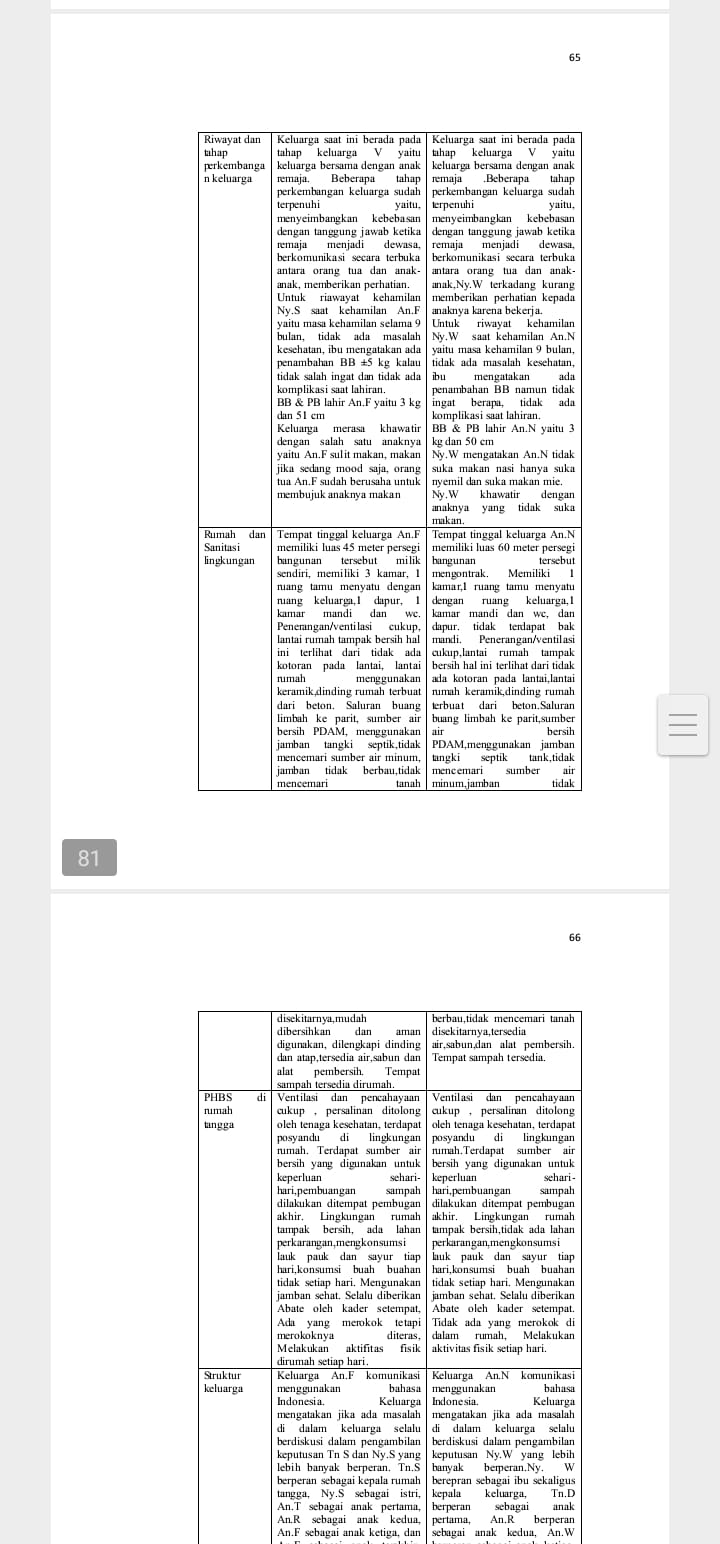 65
Riwayat dan
tahap
perkembanga
n keluarga
Keluarga saat ini berada pada
tahap keluarga V yaitu
keluarga bersama dengan anak
remaja. Beberapa tahap
perkembangan keluarga sudah
terpenuhi yaitu,
menyeimbangkan kebebasan
dengan tanggung jawab ketika
remaja menjadi dewasa,
berkomunikasi secara terbuka
antara orang tua dan anak-
anak, memberikan perhatian.
Untuk riawayat kehamilan
Ny.S saat kehamilan An.F
yaitu masa kehamilan selama 9
bulan, tidak ada masalah
kesehatan, ibu mengatakan ada
penambahan BB ±5 kg kalau
tidak salah ingat dan tidak ada
komplikasi saat lahiran.
BB & PB lahir An.F yaitu 3 kg
dan 51 cm
Keluarga merasa khawatir
dengan salah satu anaknya
yaitu An.F sulit makan, makan
jika sedang mood saja, orang
tua An.F sudah berusaha untuk
membujuk anaknya makan
Keluarga saat ini berada pada
tahap keluarga V yaitu
keluarga bersama dengan anak
remaja .Beberapa tahap
perkembangan keluarga sudah
terpenuhi yaitu,
menyeimbangkan kebebasan
dengan tanggung jawab ketika
remaja menjadi dewasa,
berkomunikasi secara terbuka
antara orang tua dan anak-
anak,Ny.W terkadang kurang
memberikan perhatian kepada
anaknya karena bekerja.
Untuk riwayat kehamilan
Ny.W saat kehamilan An.N
yaitu masa kehamilan 9 bulan,
tidak ada masalah kesehatan,
ibu mengatakan ada
penambahan BB namun tidak
ingat berapa, tidak ada
komplikasi saat lahiran.
BB & PB lahir An.N yaitu 3
kg dan 50 cm
Ny.W mengatakan An.N tidak
suka makan nasi hanya suka
nyemil dan suka makan mie.
Ny.W khawatir dengan
anaknya yang tidak suka
makan.
Rumah dan
Sanitasi
lingkungan
Tempat tinggal keluarga An.F
memiliki luas 45 meter persegi
bangunan tersebut milik
sendiri, memiliki 3 kamar, 1
ruang tamu menyatu dengan
ruang keluarga,1 dapur, 1
kamar mandi dan wc.
Penerangan/ventilasi cukup,
lantai rumah tampak bersih hal
ini terlihat dari tidak ada
kotoran pada lantai, lantai
rumah menggunakan
keramik,dinding rumah terbuat
dari beton. Saluran buang
limbah ke parit, sumber air
bersih PDAM, menggunakan
jamban tangki septik,tidak
mencemari sumber air minum,
jamban tidak berbau,tidak
mencemari tanah
Tempat tinggal keluarga An.N
memiliki luas 60 meter persegi
bangunan tersebut
mengontrak. Memiliki 1
kamar,1 ruang tamu menyatu
dengan ruang keluarga,1
kamar mandi dan wc, dan
dapur. tidak terdapat bak
mandi. Penerangan/ventilasi
cukup,lantai rumah tampak
bersih hal ini terlihat dari tidak
ada kotoran pada lantai,lantai
rumah keramik,dinding rumah
terbuat dari beton.Saluran
buang limbah ke parit,sumber
air bersih
PDAM,menggunakan jamban
tangki septik tank,tidak
mencemari sumber air
minum,jamban tidak
81
66
disekitarnya,mudah
dibersihkan dan aman
digunakan, dilengkapi dinding
dan atap,tersedia air,sabun dan
alat pembersih. Tempat
sampah tersedia dirumah.
berbau,tidak mencemari tanah
disekitarnya,tersedia
air,sabun,dan alat pembersih.
Tempat sampah tersedia.
PHBS di
rumah
tangga
Ventilasi dan pencahayaan
cukup , persalinan ditolong
oleh tenaga kesehatan, terdapat
posyandu di lingkungan
rumah. Terdapat sumber air
bersih yang digunakan untuk
keperluan sehari-
hari,pembuangan sampah
dilakukan ditempat pembugan
akhir. Lingkungan rumah
tampak bersih, ada lahan
perkarangan,mengkonsumsi
lauk pauk dan sayur tiap
hari,konsumsi buah buahan
tidak setiap hari. Mengunakan
jamban sehat. Selalu diberikan
Abate oleh kader setempat,
Ada yang merokok tetapi
merokoknya diteras,
Melakukan aktifitas fisik
dirumah setiap hari.
Ventilasi dan pencahayaan
cukup , persalinan ditolong
oleh tenaga kesehatan, terdapat
posyandu di lingkungan
rumah.Terdapat sumber air
bersih yang digunakan untuk
keperluan sehari-
hari,pembuangan sampah
dilakukan ditempat pembugan
akhir. Lingkungan rumah
tampak bersih,tidak ada lahan
perkarangan,mengkonsumsi
lauk pauk dan sayur tiap
hari,konsumsi buah buahan
tidak setiap hari. Mengunakan
jamban sehat. Selalu diberikan
Abate oleh kader setempat.
Tidak ada yang merokok di
dalam rumah, Melakukan
aktivitas fisik setiap hari.
Struktur
keluarga
Keluarga An.F komunikasi
menggunakan bahasa
Indonesia. Keluarga
mengatakan jika ada masalah
di dalam keluarga selalu
berdiskusi dalam pengambilan
keputusan Tn S dan Ny.S yang
lebih banyak berperan. Tn.S
berperan sebagai kepala rumah
tangga, Ny.S sebagai istri,
An.T sebagai anak pertama,
An.R sebagai anak kedua,
An.F sebagai anak ketiga, dan
Keluarga An.N komunikasi
menggunakan bahasa
Indonesia. Keluarga
mengatakan jika ada masalah
di dalam keluarga selalu
berdiskusi dalam pengambilan
keputusan Ny.W yang lebih
banyak berperan.Ny. W
berepran sebagai ibu sekaligus
kepala keluarga, Tn.D
berperan sebagai anak
pertama, An.R berperan
sebagai anak kedua, An.W